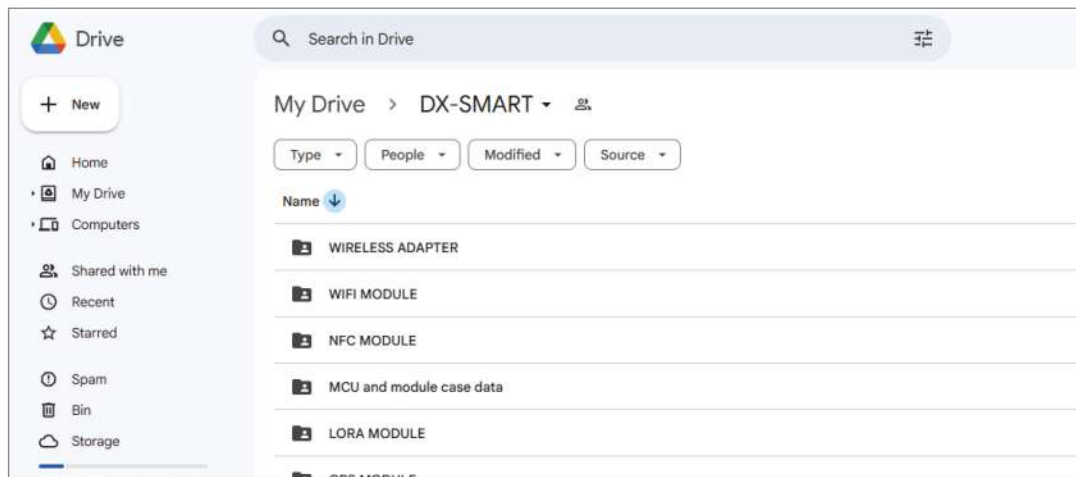 Drive
Search in Drive
New
My Drive > DX-SMART
Type
People
Modified
Source
Home
My Drive
Computers
Shared with me
Recent
Starred
Spam
Bin
Storage
Name
WIRELESS ADAPTER
WIFI MODULE
NFC MODULE
MCU and module case data
LORA MODULE